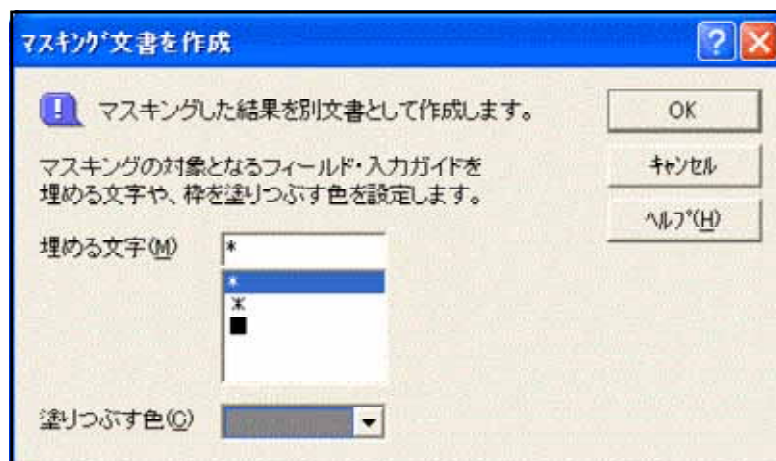 マスキング文書を作成
マスキングした結果を別文書として作成します。
OK
マスキングの対象となるフィールド・入力ガイドを
埋める文字や、枠を塗りつぶす色を設定します。
キャンセル
ヘルプ(H)
埋める文字(M)
*
*
*
■
塗りつぶす色(C)